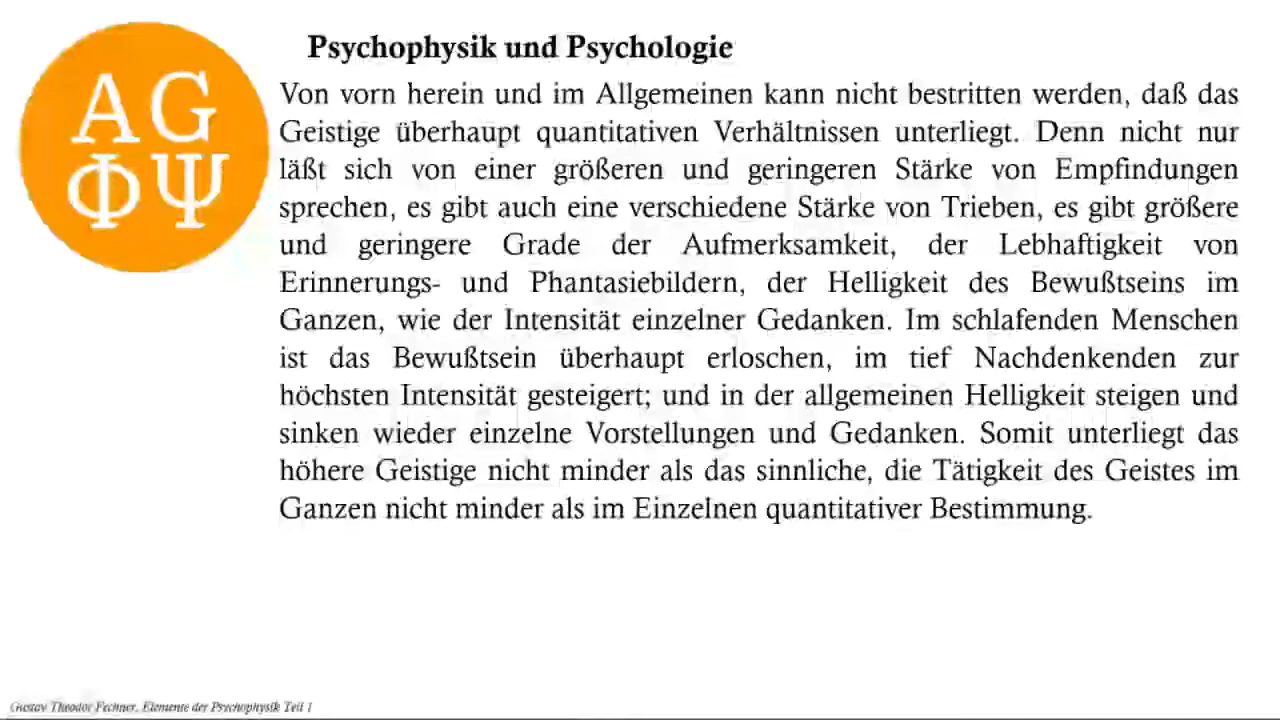 AG
ΦΨ
Psychophysik und Psychologie
Von vorn herein und im Allgemeinen kann nicht bestritten werden, daß das
Geistige überhaupt quantitativen Verhältnissen unterliegt. Denn nicht nur
läßt sich von einer größeren und geringeren Stärke von Empfindungen
sprechen, es gibt auch eine verschiedene Stärke von Trieben, es gibt größere
und geringere Grade der Aufmerksamkeit, der Lebhaftigkeit von
Erinnerungs- und Phantasiebildern, der Helligkeit des Bewußtseins im
Ganzen, wie der Intensität einzelner Gedanken. Im schlafenden Menschen
ist das Bewußtsein überhaupt erloschen, im tief Nachdenkenden zur
höchsten Intensität gesteigert; und in der allgemeinen Helligkeit steigen und
sinken wieder einzelne Vorstellungen und Gedanken. Somit unterliegt das
höhere Geistige nicht minder als das sinnliche, die Tätigkeit des Geistes im
Ganzen nicht minder als im Einzelnen quantitativer Bestimmung.
Gustav Theodor Fechner, Elemente der Psychophysik Teil 1